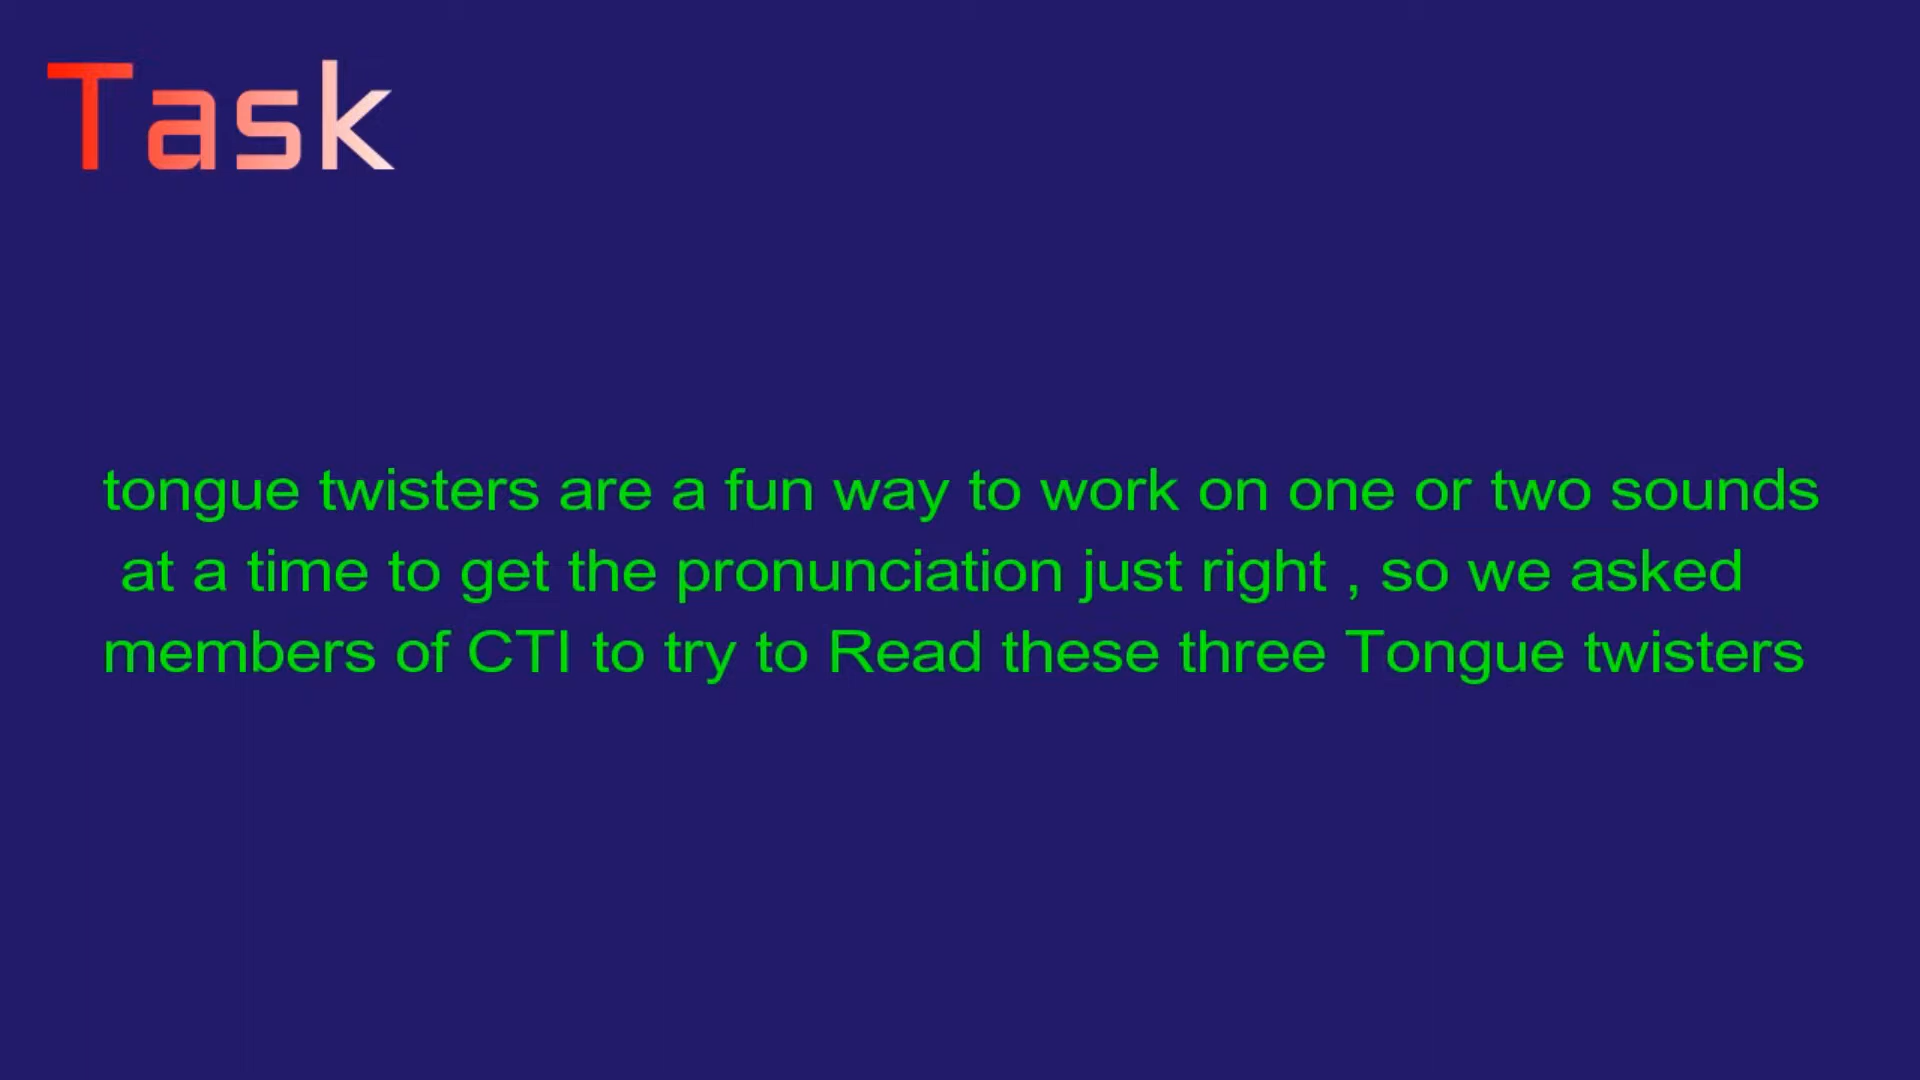 Task
tongue twisters are a fun way to work on one or two sounds
at a time to get the pronunciation just right , so we asked
members of CTI to try to Read these three Tongue twisters